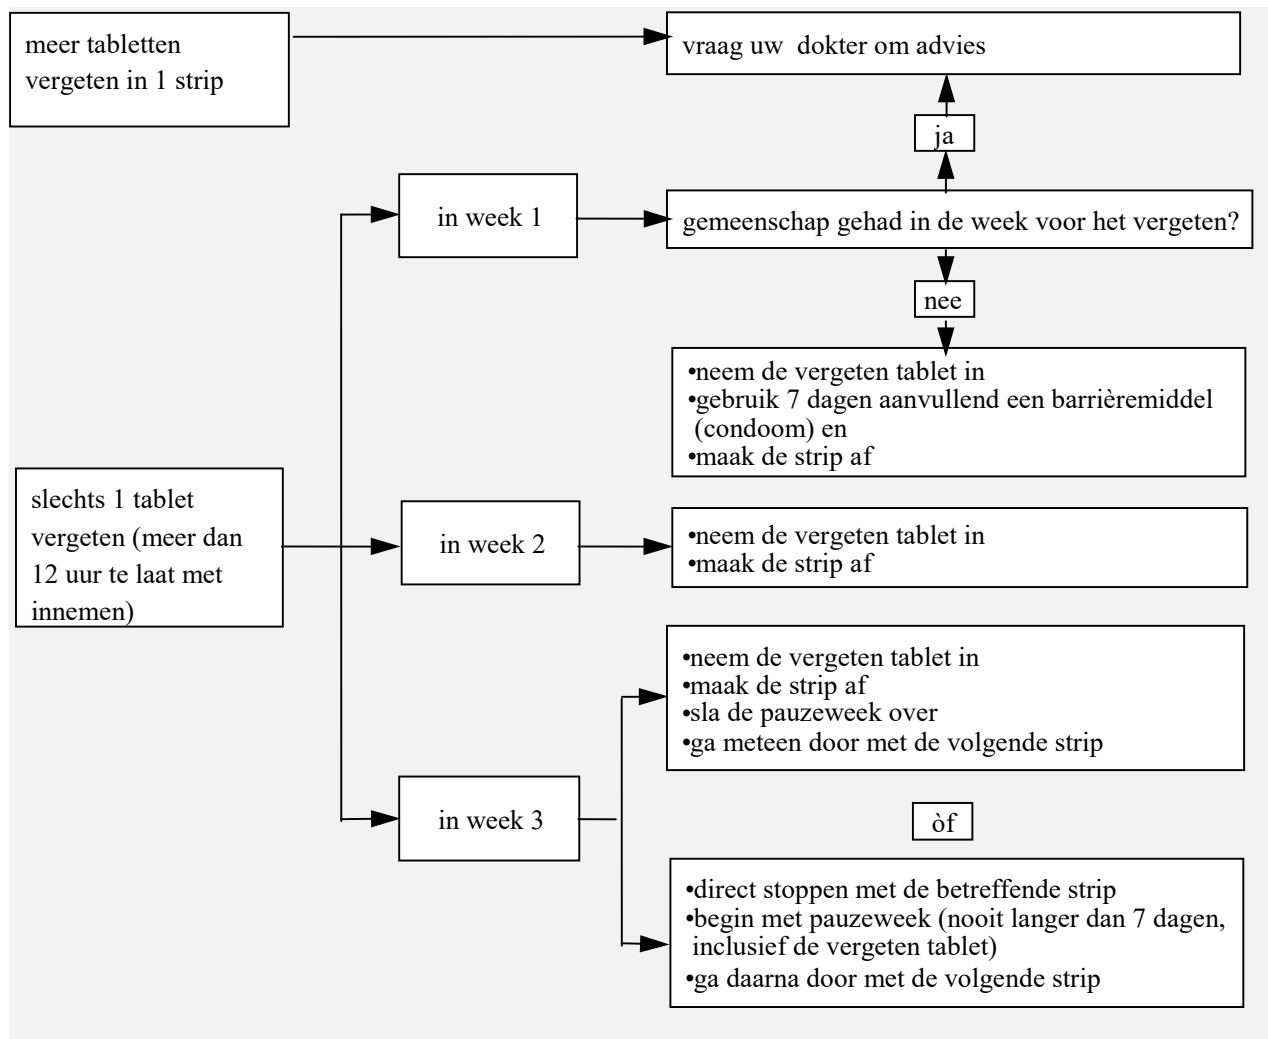 meer tabletten
vergeten in 1 strip
vraag uw  dokter om advies
ja
in week 1
gemeenschap gehad in de week voor het vergeten?
nee
•neem de vergeten tablet in
•gebruik 7 dagen aanvullend een barrièremiddel
(condoom) en
•maak de strip af
slechts 1 tablet
vergeten (meer dan
12 uur te laat met
innemen)
in week 2
•neem de vergeten tablet in
•maak de strip af
•neem de vergeten tablet in
•maak de strip af
•sla de pauzeweek over
•ga meteen door met de volgende strip
in week 3
òf
•direct stoppen met de betreffende strip
•begin met pauzeweek (nooit langer dan 7 dagen,
inclusief de vergeten tablet)
•ga daarna door met de volgende strip